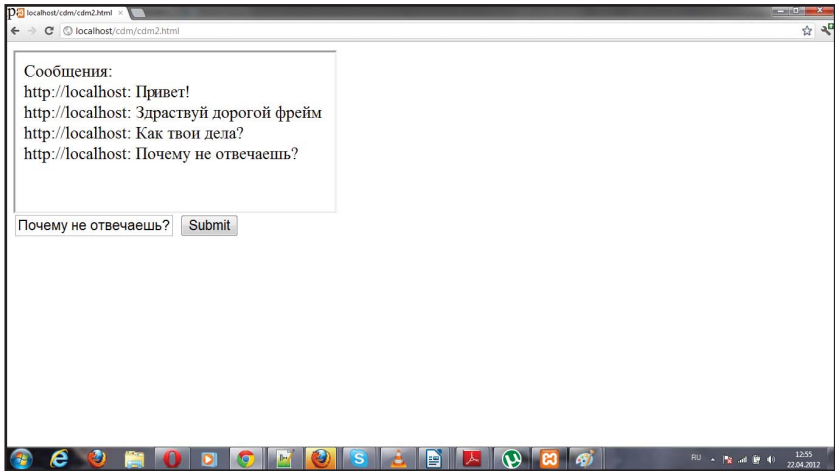 localhost/cdm/cdm2.html
localhost/cdm/cdm2.html
Сообщения:
http://localhost: Привет!
http://localhost: Здраствуй дорогой фрейм
http://localhost: Как твои дела?
http://localhost: Почему не отвечаешь?
Почему не отвечаешь? Submit
RU 12:55
22.04.2012